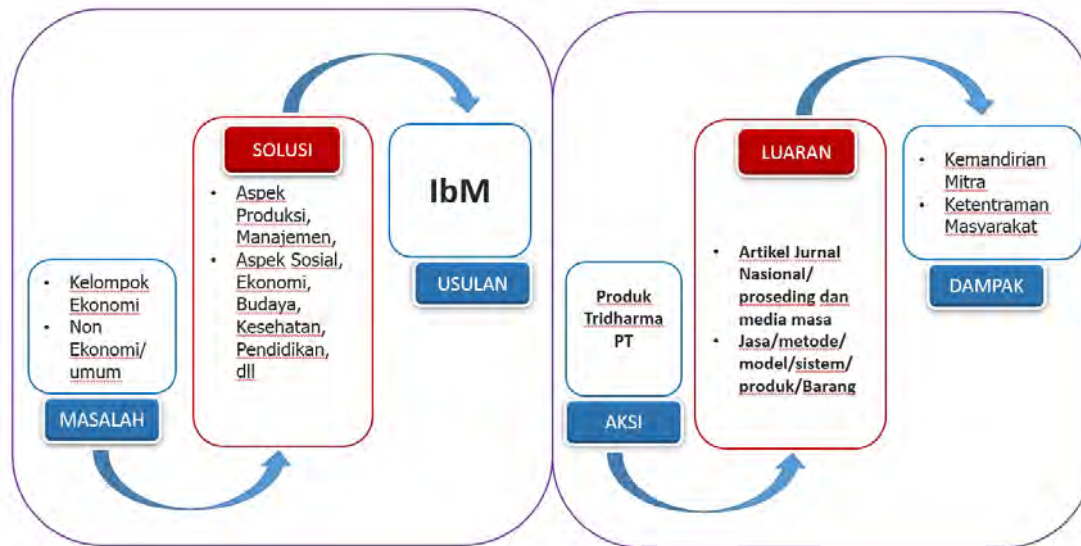 • Kelompok
Ekonomi
• Non
Ekonomi/
umum
MASALAH
SOLUSI
• Aspek
Produksi,
Manajemen,
• Aspek Sosial,
Ekonomi,
Budaya,
Kesehatan,
Pendidikan,
dll
IbM
USULAN
Produk
Tridharma
PT
AKSI
LUARAN
• Artikel Jurnal
Nasional/
proseding dan
media masa
• Jasa/metode/
model/sistem/
produk/Barang
• Kemandirian
Mitra
• Ketentraman
Masyarakat
DAMPAK